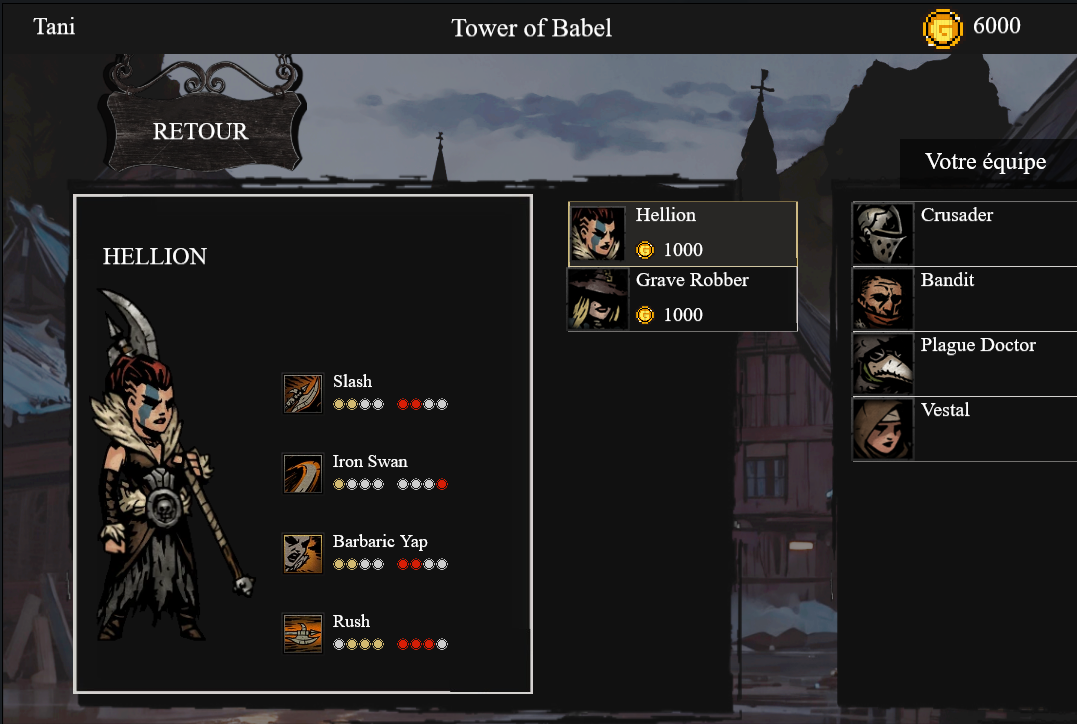 Tani
Tower of Babel
6000
RETOUR
Votre équipe
HELLION
Slash
Iron Swan
Barbaric Yap
Rush
Hellion
1000
Grave Robber
1000
Crusader
Bandit
Plague Doctor
Vestal